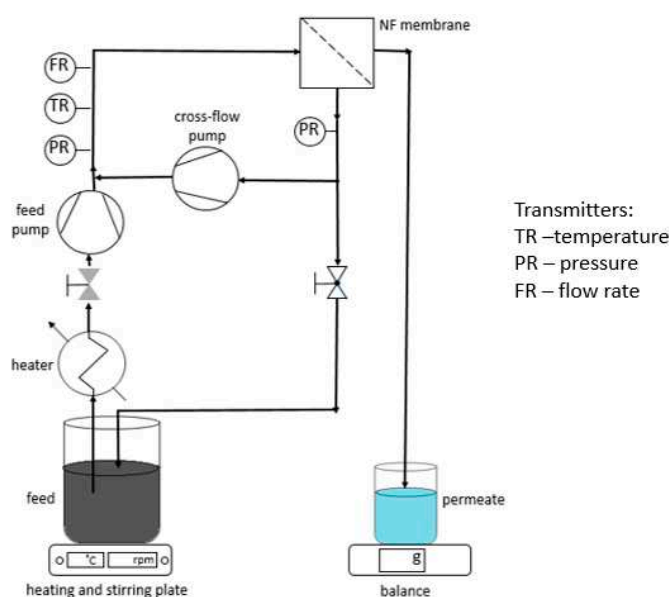 NF membrane
FR
TR
cross-flow
pump
PR
PR
feed
pump
Transmitters:
TR –temperature
PR – pressure
FR – flow rate
heater
feed
permeate
°C
rpm
g
heating and stirring plate
balance